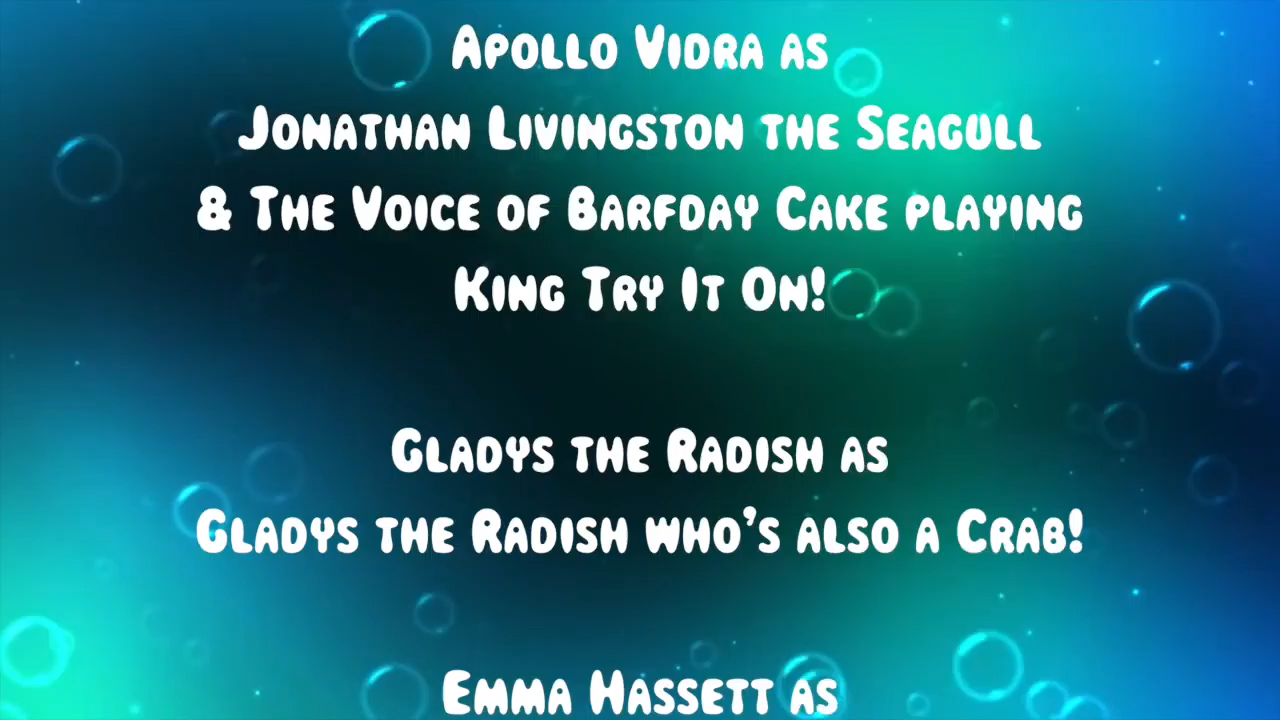 Apollo Vidra as
Jonathan Livingston the Seagull
& The Voice of Barfday Cake playing
King Try It On!
Gladys the Radish as
Gladys the Radish who's also a Crab!
Emma Hassett as